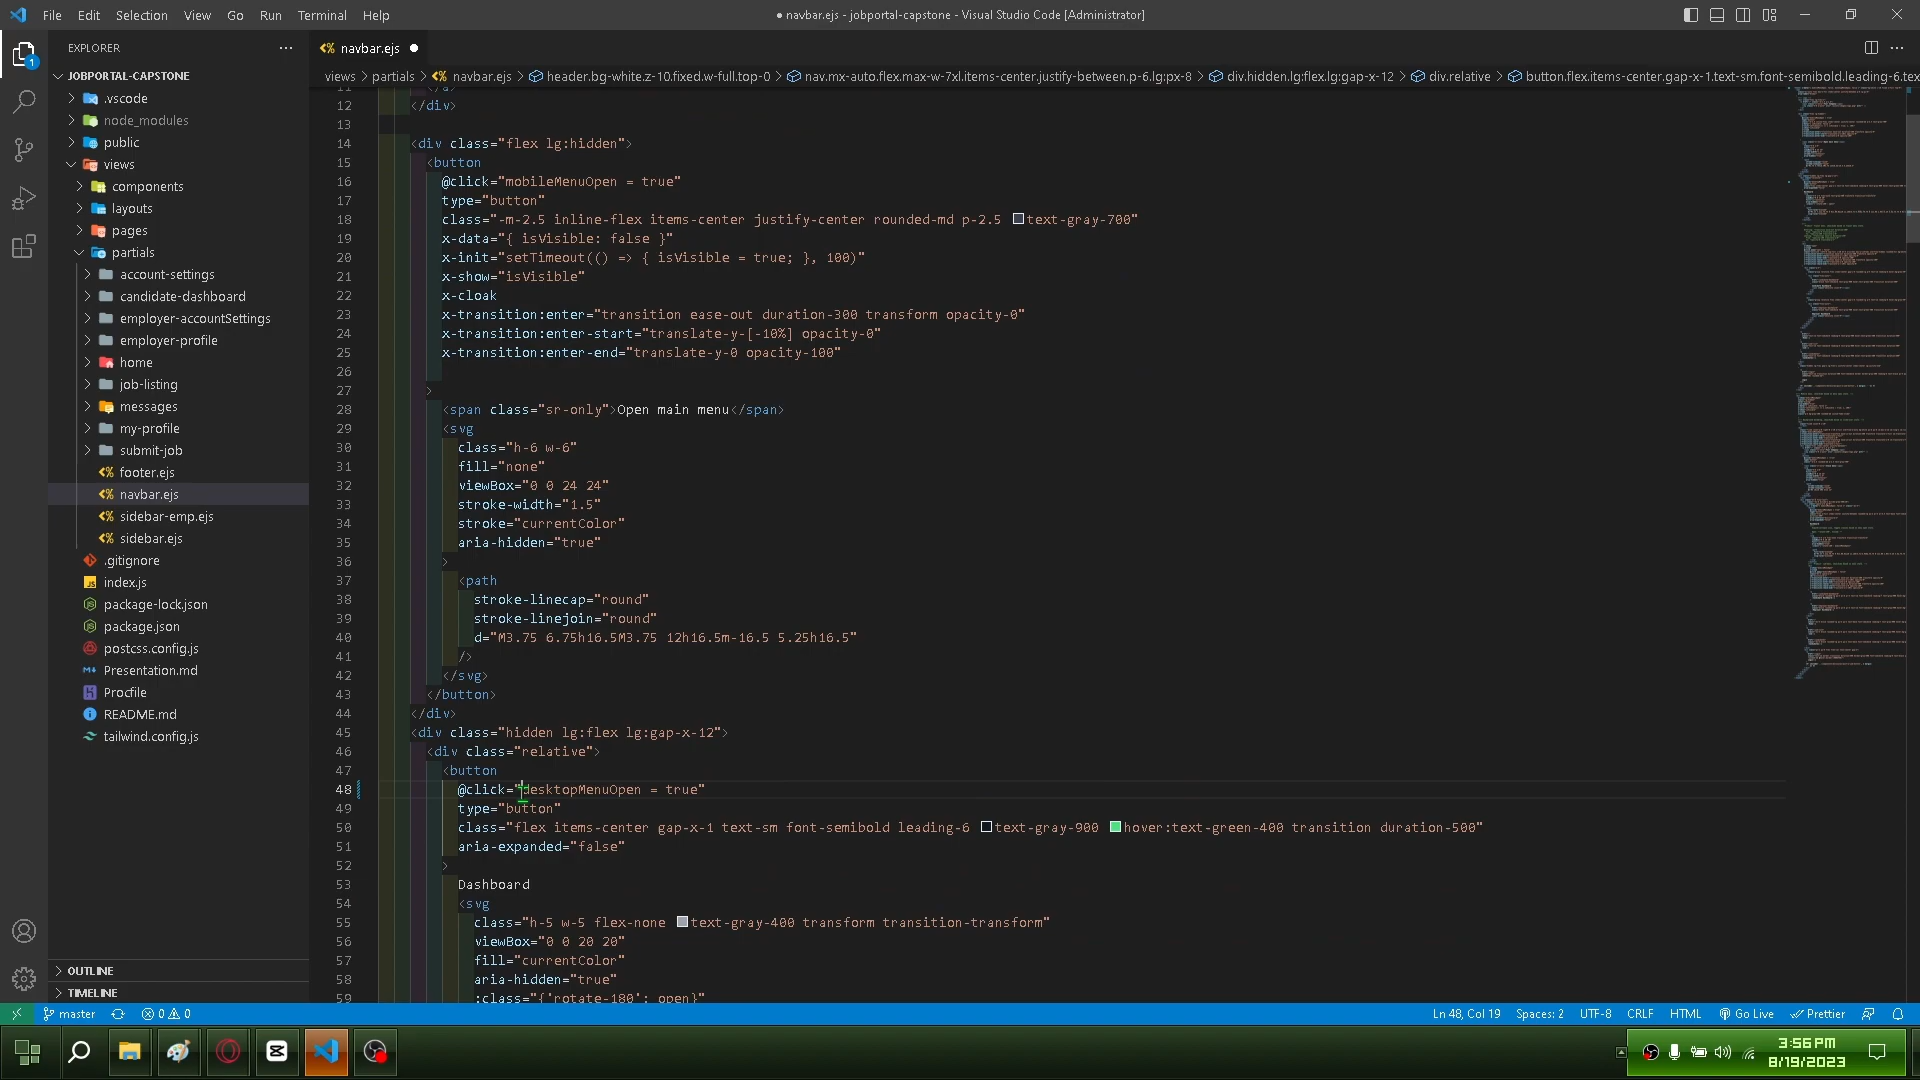 File Edit Selection View Go Run Terminal Help
● navbar.ejs - jobportal-capstone - Visual Studio Code [Administrator]
EXPLORER
navbar.ejs
views > partials > navbar.ejs > header.bg-white.z-10.fixed.w-full.top-0 > nav.mx-auto.flex.max-w-7xl.items-center.justify-between.p-6.lg:px-8 > div.hidden.lg:flex.lg:gap-x-12 > div.relative > button.flex.items-center.gap-x-1.text-sm.font-semibold.leading-6.tex
1
JOBPORTAL-CAPSTONE
.vscode
node_modules
public
views
components
layouts
pages
partials
account-settings
candidate-dashboard
employer-accountSettings
employer-profile
home
job-listing
messages
my-profile
submit-job
footer.ejs
navbar.ejs
sidebar-emp.ejs
sidebar.ejs
.gitignore
index.js
package-lock.json
package.json
postcss.config.js
Presentation.md
Procfile
README.md
tailwind.config.js
OUTLINE
TIMELINE
11 </a>
12 </div>
13
14 <div class="flex lg:hidden">
15 <button
16 @click="mobileMenuOpen = true"
17 type="button"
18 class="-m-2.5 inline-flex items-center justify-center rounded-md p-2.5 text-gray-700"
19 x-data="{ isVisible: false }"
20 x-init="setTimeout(() => { isVisible = true; }, 100)"
21 x-show="isVisible"
22 x-cloak
23 x-transition:enter="transition ease-out duration-300 transform opacity-0"
24 x-transition:enter-start="translate-y-[-10%] opacity-0"
25 x-transition:enter-end="translate-y-0 opacity-100"
26
27 >
28 <span class="sr-only">Open main menu</span>
29 <svg
30 class="h-6 w-6"
31 fill="none"
32 viewBox="0 0 24 24"
33 stroke-width="1.5"
34 stroke="currentColor"
35 aria-hidden="true"
36 >
37 <path
38 stroke-linecap="round"
39 stroke-linejoin="round"
40 d="M3.75 6.75h16.5M3.75 12h16.5m-16.5 5.25h16.5"
41 />
42 </svg>
43 </button>
44 </div>
45 <div class="hidden lg:flex lg:gap-x-12">
46 <div class="relative">
47 <button
48 @click="desktopMenuOpen = true"
49 type="button"
50 class="flex items-center gap-x-1 text-sm font-semibold leading-6 text-gray-900 hover:text-green-400 transition duration-500"
51 aria-expanded="false"
52 >
53 Dashboard
54 <svg
55 class="h-5 w-5 flex-none text-gray-400 transform transition-transform"
56 viewBox="0 0 20 20"
57 fill="currentColor"
58 aria-hidden="true"
59 :class="{'rotate-180': open}"
master 0 0 Ln 48, Col 19 Spaces: 2 UTF-8 CRLF HTML Go Live Prettier
3:56 PM
8/19/2023